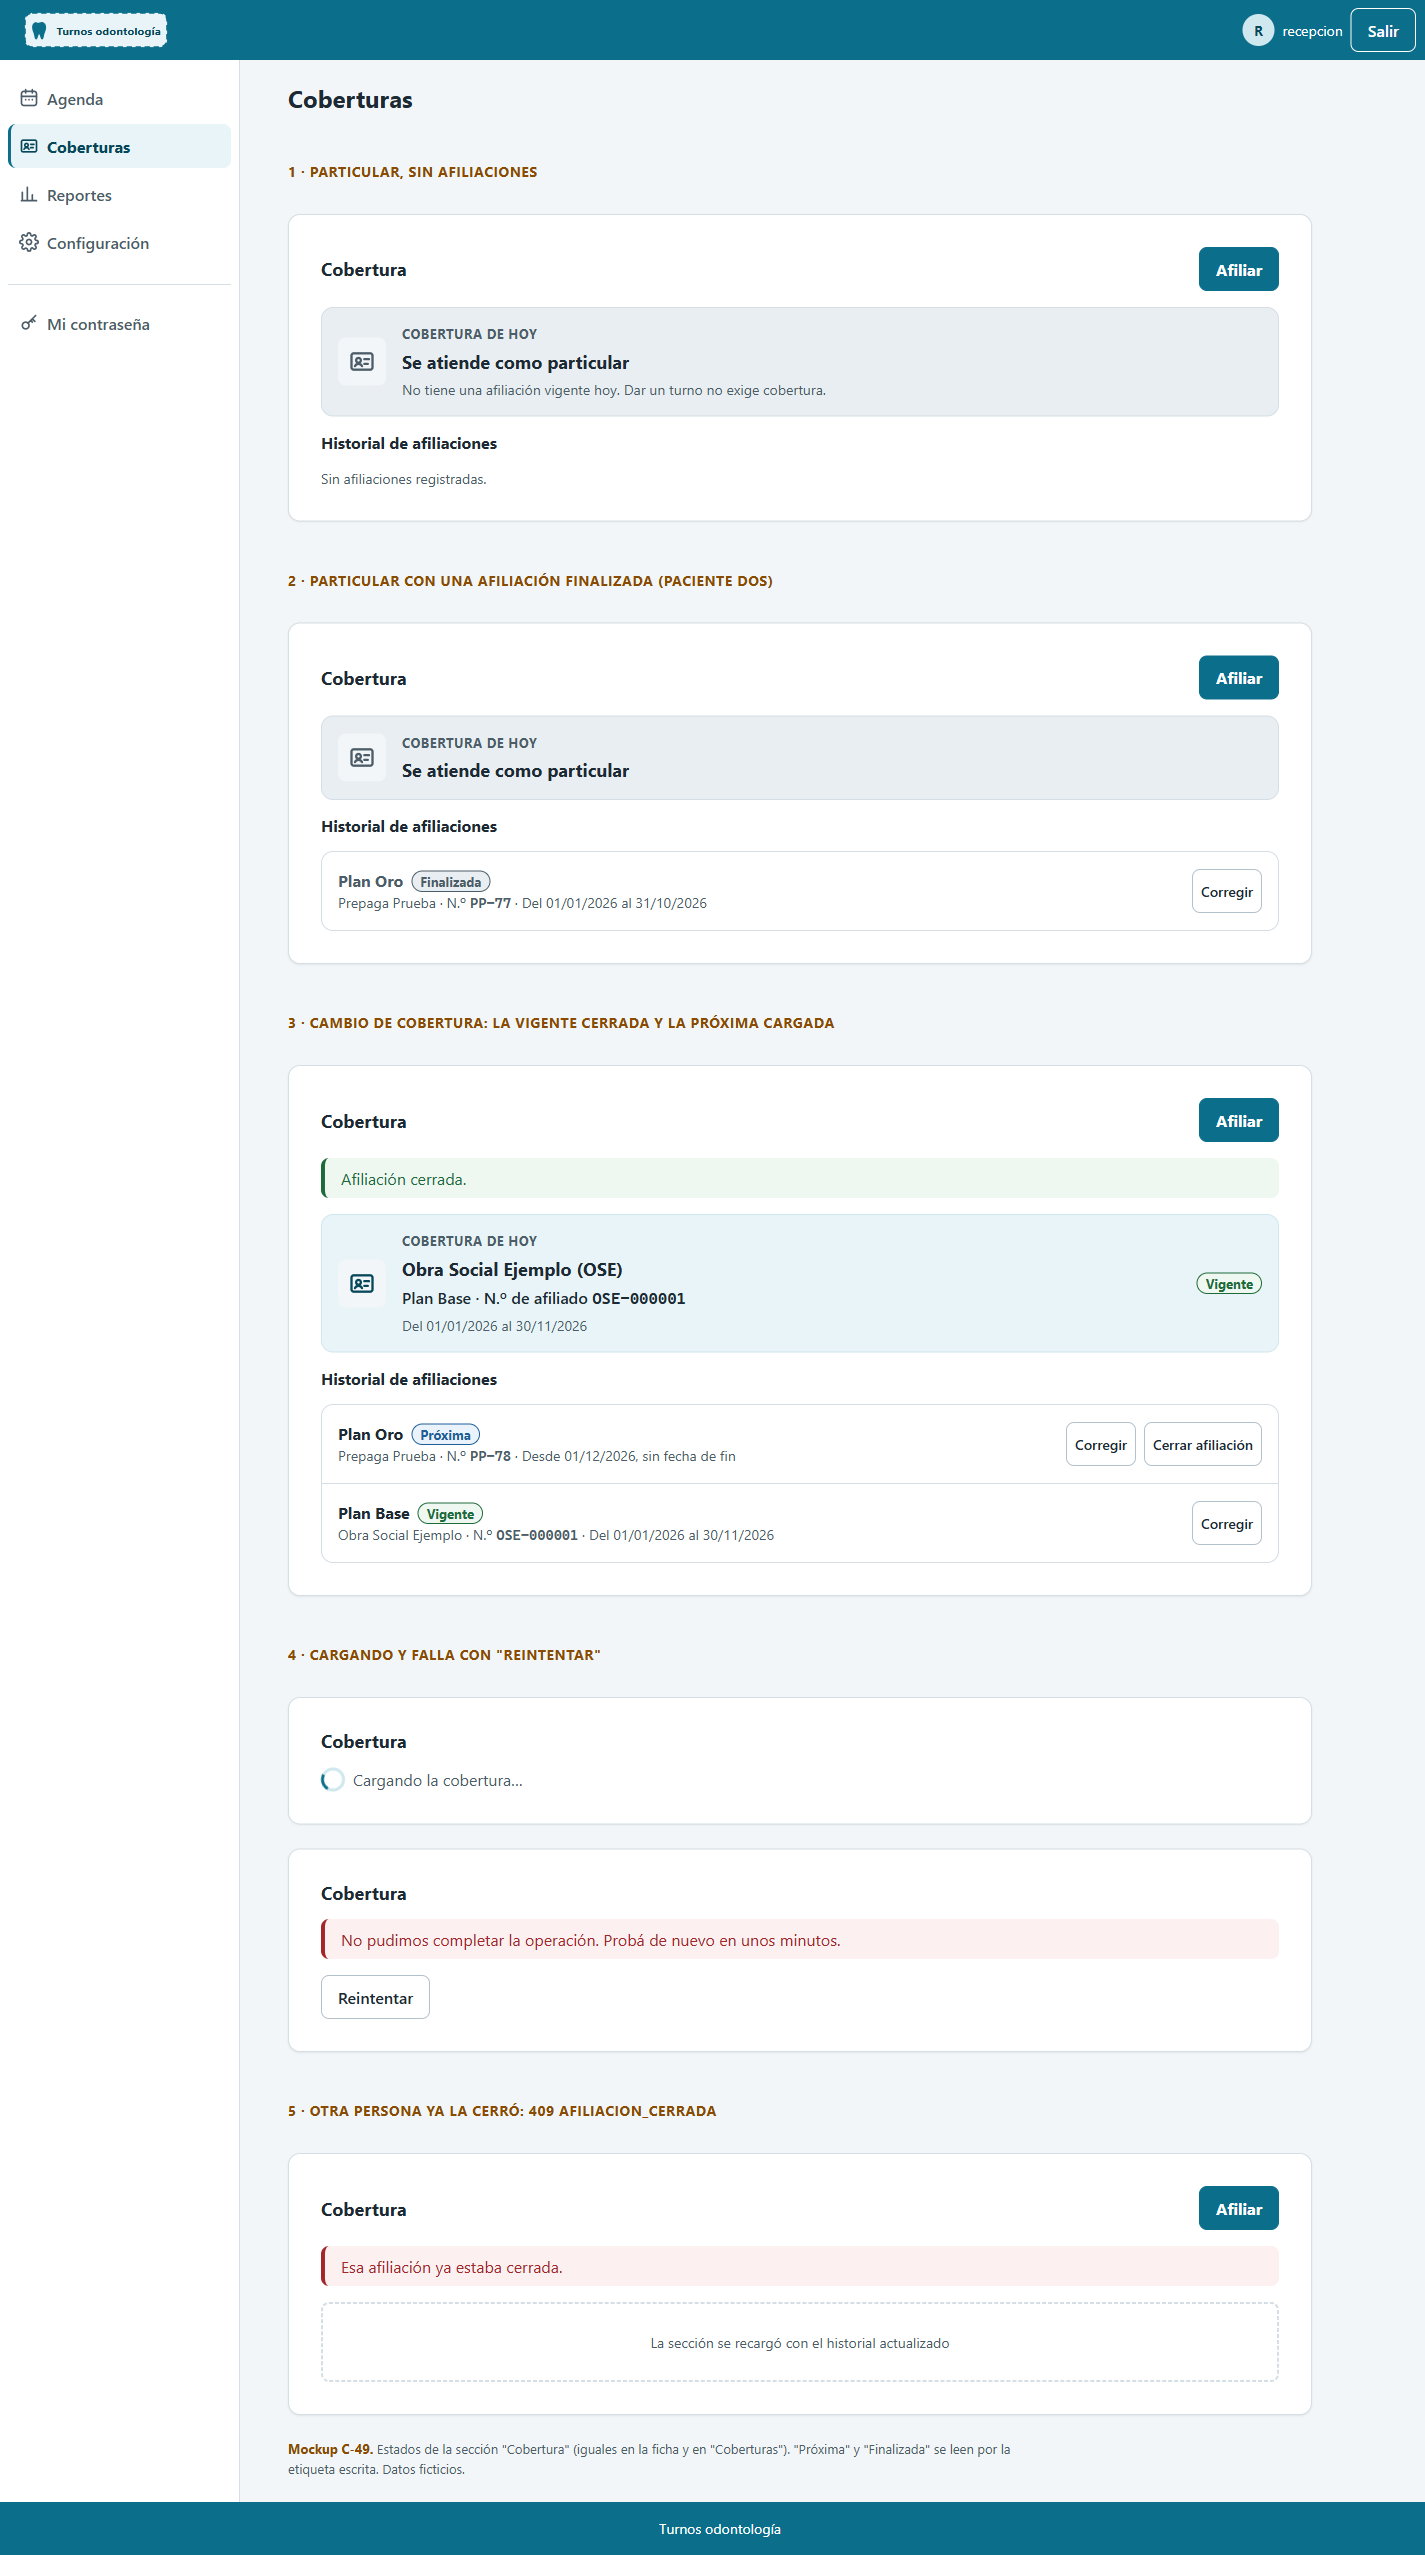 Turnos odontología
R recepcion Salir
Agenda
Coberturas
Reportes
Configuración
Mi contraseña
Coberturas
1 · PARTICULAR, SIN AFILIACIONES
Cobertura
Afiliar
COBERTURA DE HOY
Se atiende como particular
No tiene una afiliación vigente hoy. Dar un turno no exige cobertura.
Historial de afiliaciones
Sin afiliaciones registradas.
2 · PARTICULAR CON UNA AFILIACIÓN FINALIZADA (PACIENTE DOS)
Cobertura
Afiliar
COBERTURA DE HOY
Se atiende como particular
Historial de afiliaciones
Plan Oro Finalizada
Prepaga Prueba · N.º PP-77 · Del 01/01/2026 al 31/10/2026
Corregir
3 · CAMBIO DE COBERTURA: LA VIGENTE CERRADA Y LA PRÓXIMA CARGADA
Cobertura
Afiliar
Afiliación cerrada.
COBERTURA DE HOY
Obra Social Ejemplo (OSE)
Plan Base · N.º de afiliado OSE-000001
Del 01/01/2026 al 30/11/2026
Vigente
Historial de afiliaciones
Plan Oro Próxima
Prepaga Prueba · N.º PP-78 · Desde 01/12/2026, sin fecha de fin
Corregir Cerrar afiliación
Plan Base Vigente
Obra Social Ejemplo · N.º OSE-000001 · Del 01/01/2026 al 30/11/2026
Corregir
4 · CARGANDO Y FALLA CON "REINTENTAR"
Cobertura
Cargando la cobertura...
Cobertura
No pudimos completar la operación. Probá de nuevo en unos minutos.
Reintentar
5 · OTRA PERSONA YA LA CERRÓ: 409 AFILIACION_CERRADA
Cobertura
Afiliar
Esa afiliación ya estaba cerrada.
La sección se recargó con el historial actualizado
Mockup C-49. Estados de la sección "Cobertura" (iguales en la ficha y en "Coberturas"). "Próxima" y "Finalizada" se leen por la
etiqueta escrita. Datos ficticios.
Turnos odontología